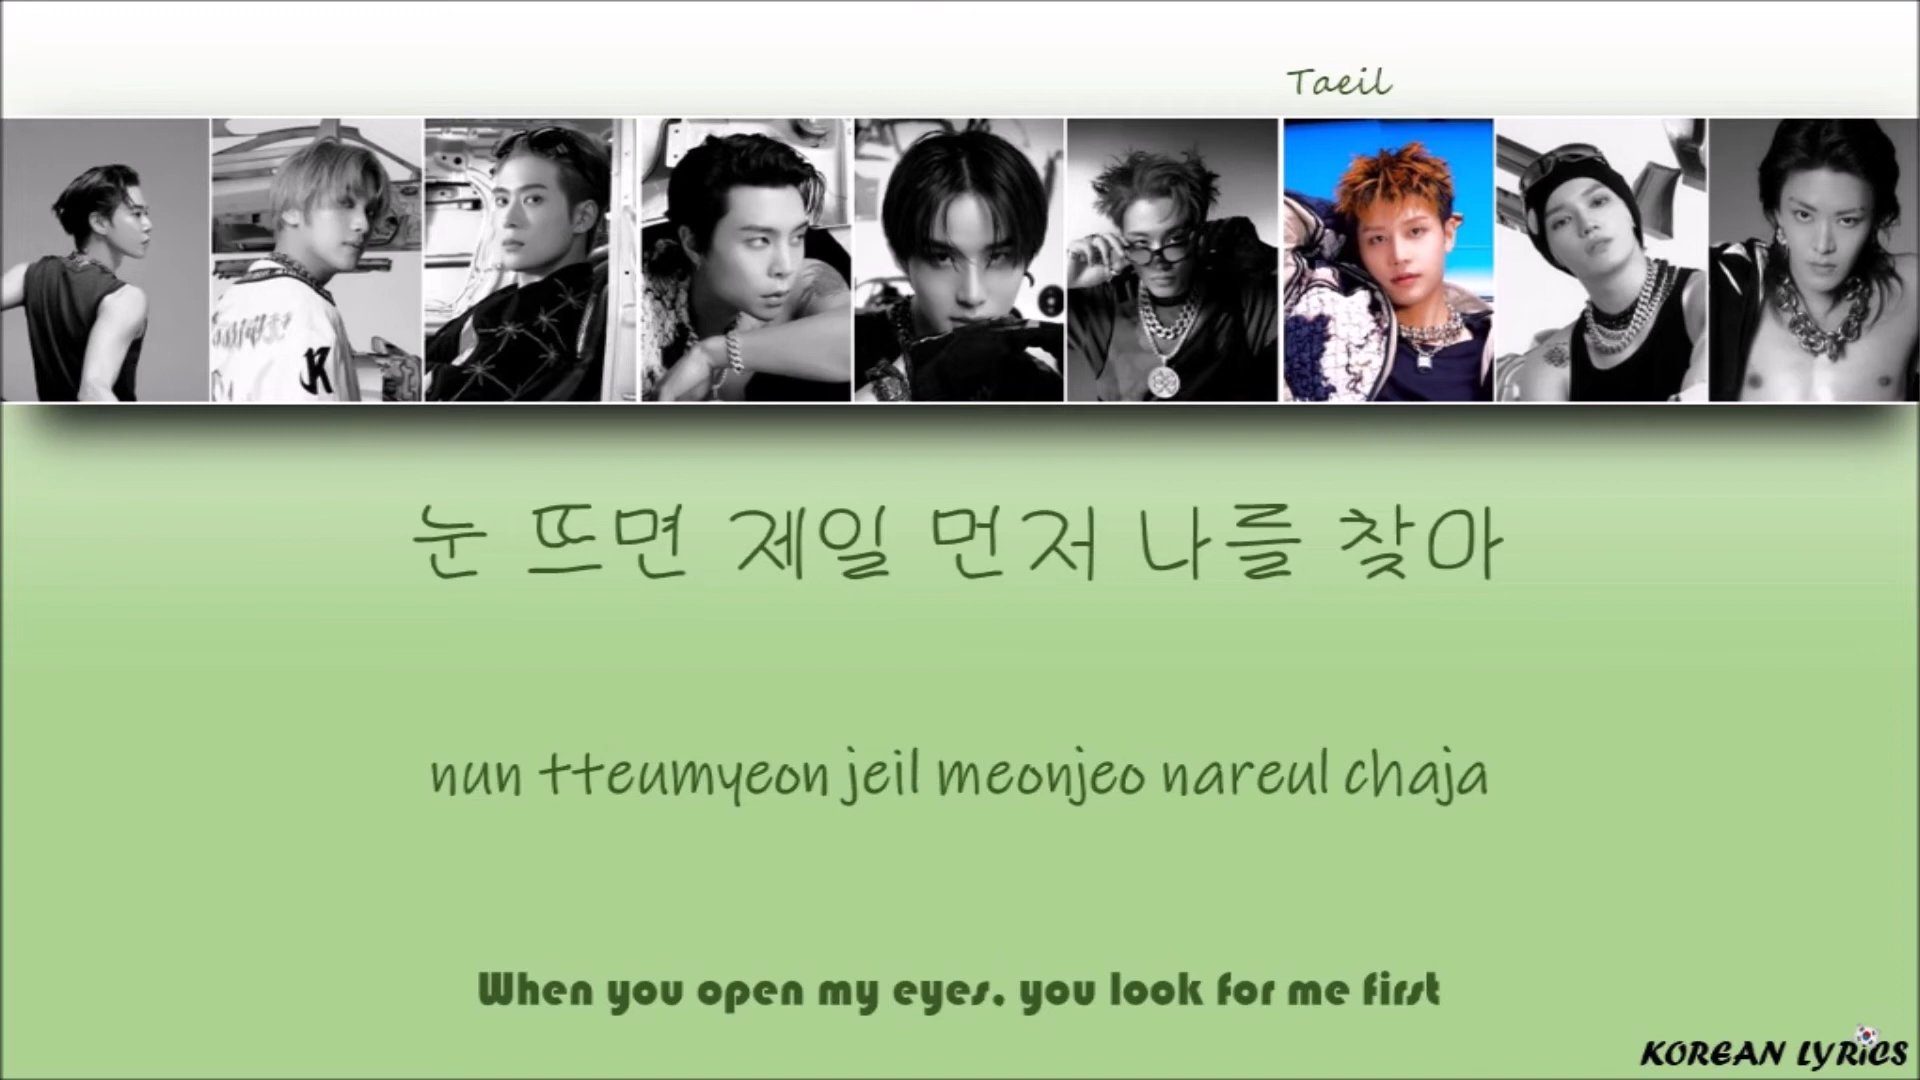 Taeil
눈 뜨면 제일 먼저 나를 찾아
nun tteumyeon jeil meonjeo nareul chaja
When you open my eyes, you look for me first
KOREAN LYRICS